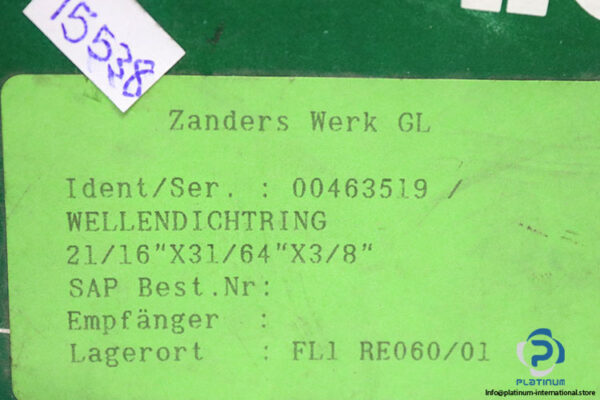 15538
Zanders Werk GL
Ident/Ser. : 00463519 /
WELLENDICHTRING
21/16"X31/64"X3/8"
SAP Best.Nr:
Empfänger :
Lagerort : FL1 RE060/01
PLATINUM
info@platinum-international.store